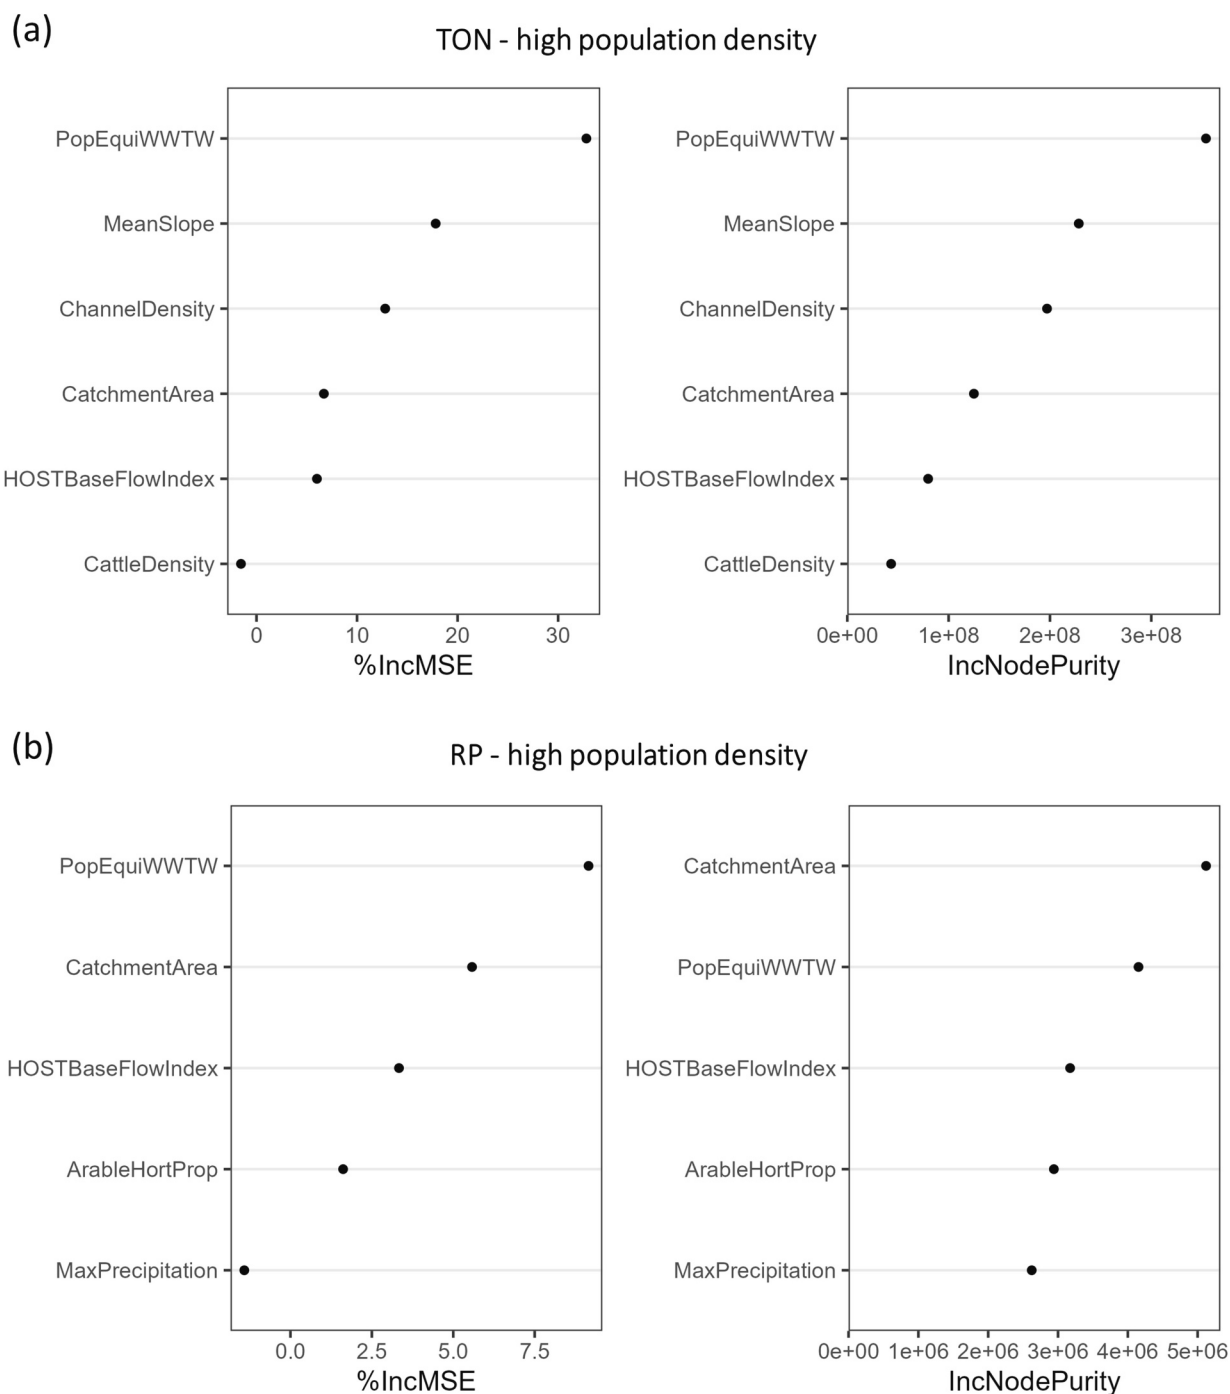 (a)
TON - high population density
PopEquiWWTW
MeanSlope
ChannelDensity
CatchmentArea
HOSTBaseFlowIndex
CattleDensity
0 10 20 30
%IncMSE
PopEquiWWTW
MeanSlope
ChannelDensity
CatchmentArea
HOSTBaseFlowIndex
CattleDensity
0e+00 1e+08 2e+08 3e+08
IncNodePurity
(b)
RP - high population density
PopEquiWWTW
CatchmentArea
HOSTBaseFlowIndex
ArableHortProp
MaxPrecipitation
0.0 2.5 5.0 7.5
%IncMSE
CatchmentArea
PopEquiWWTW
HOSTBaseFlowIndex
ArableHortProp
MaxPrecipitation
0e+00 1e+06 2e+06 3e+06 4e+06 5e+06
IncNodePurity